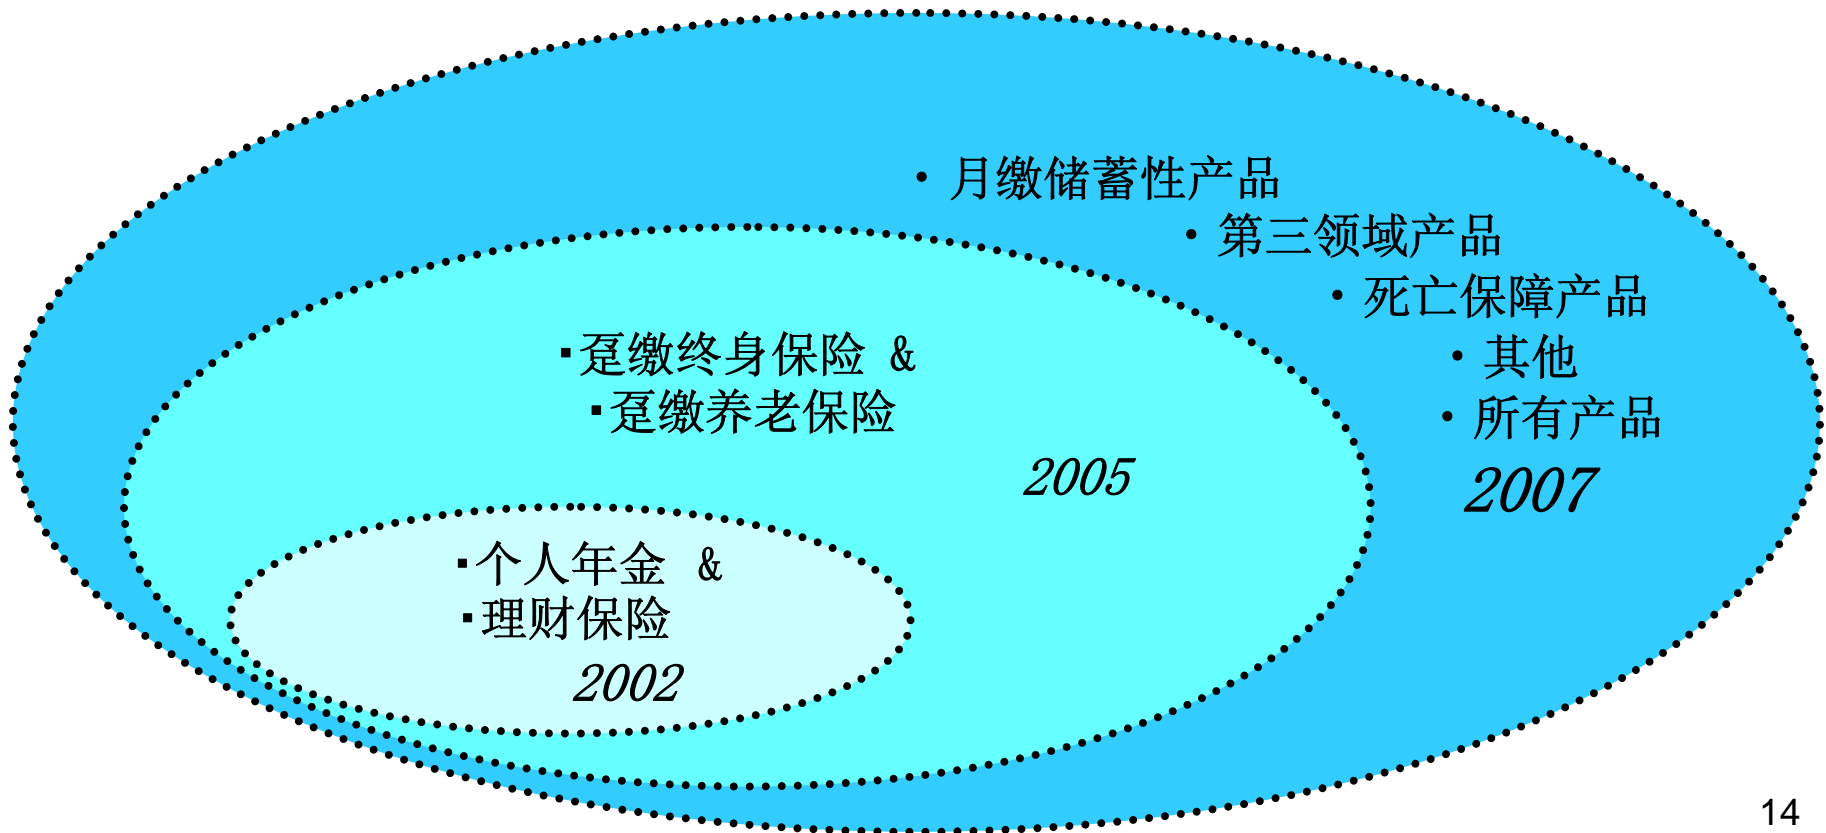 • 月缴储蓄性产品
• 第三领域产品
• 死亡保障产品
• 其他
• 所有产品
2007
▪趸缴终身保险 &
▪趸缴养老保险
2005
▪个人年金 &
▪理财保险
2002
14